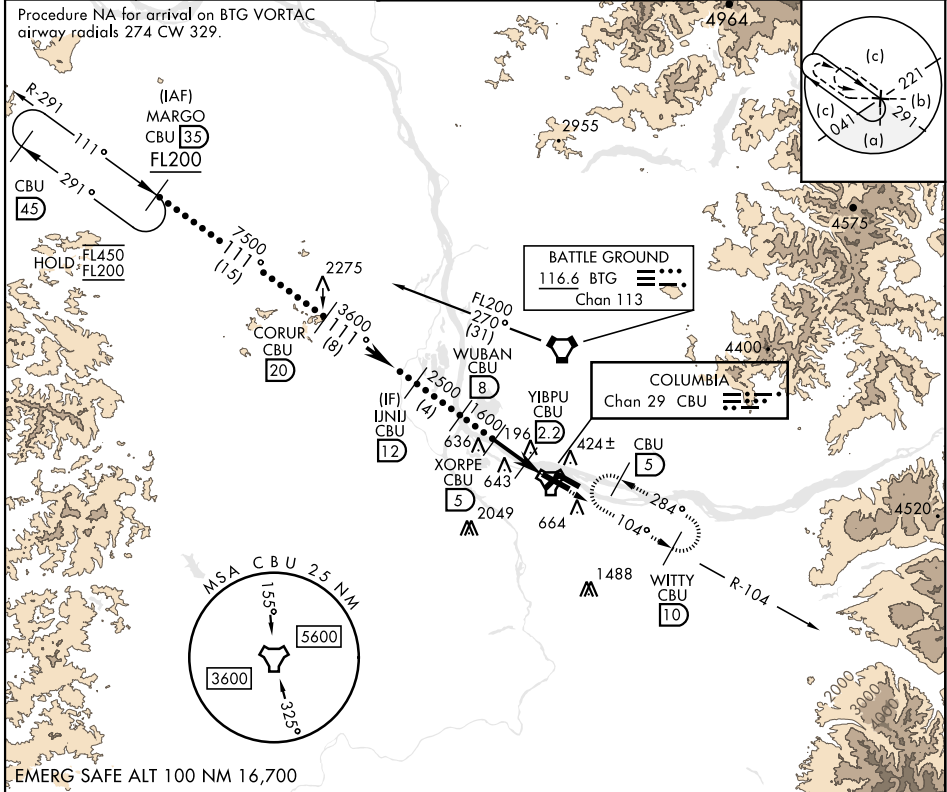 Procedure NA for arrival on BTG VORTAC
airway radials 274 CW 329.
4964
(c)
221
(b)
291
(c)
041
(a)
R-291
111°
291°
(IAF)
MARGO
CBU 35
FL200
CBU
45
HOLD FL450
FL200
2955
4575
7500
111°
(15)
2275
BATTLE GROUND
116.6 BTG
Chan 113
FL200
270°
(31)
3600
111°
(8)
CORUR
CBU
20
4400
WUBAN
CBU
8
COLUMBIA
Chan 29 CBU
2500
(4)
(IF)
IJNIJ
CBU
12
1600
YIBPU
CBU
2.2
636
196
424±
CBU
5
XORPE
CBU
5
643
664
284°
104°
2049
4520
1488
WITTY
CBU
10
R-104
MSA CBU 25 NM
155°
5600
3600
325°
2000
EMERG SAFE ALT 100 NM 16,700